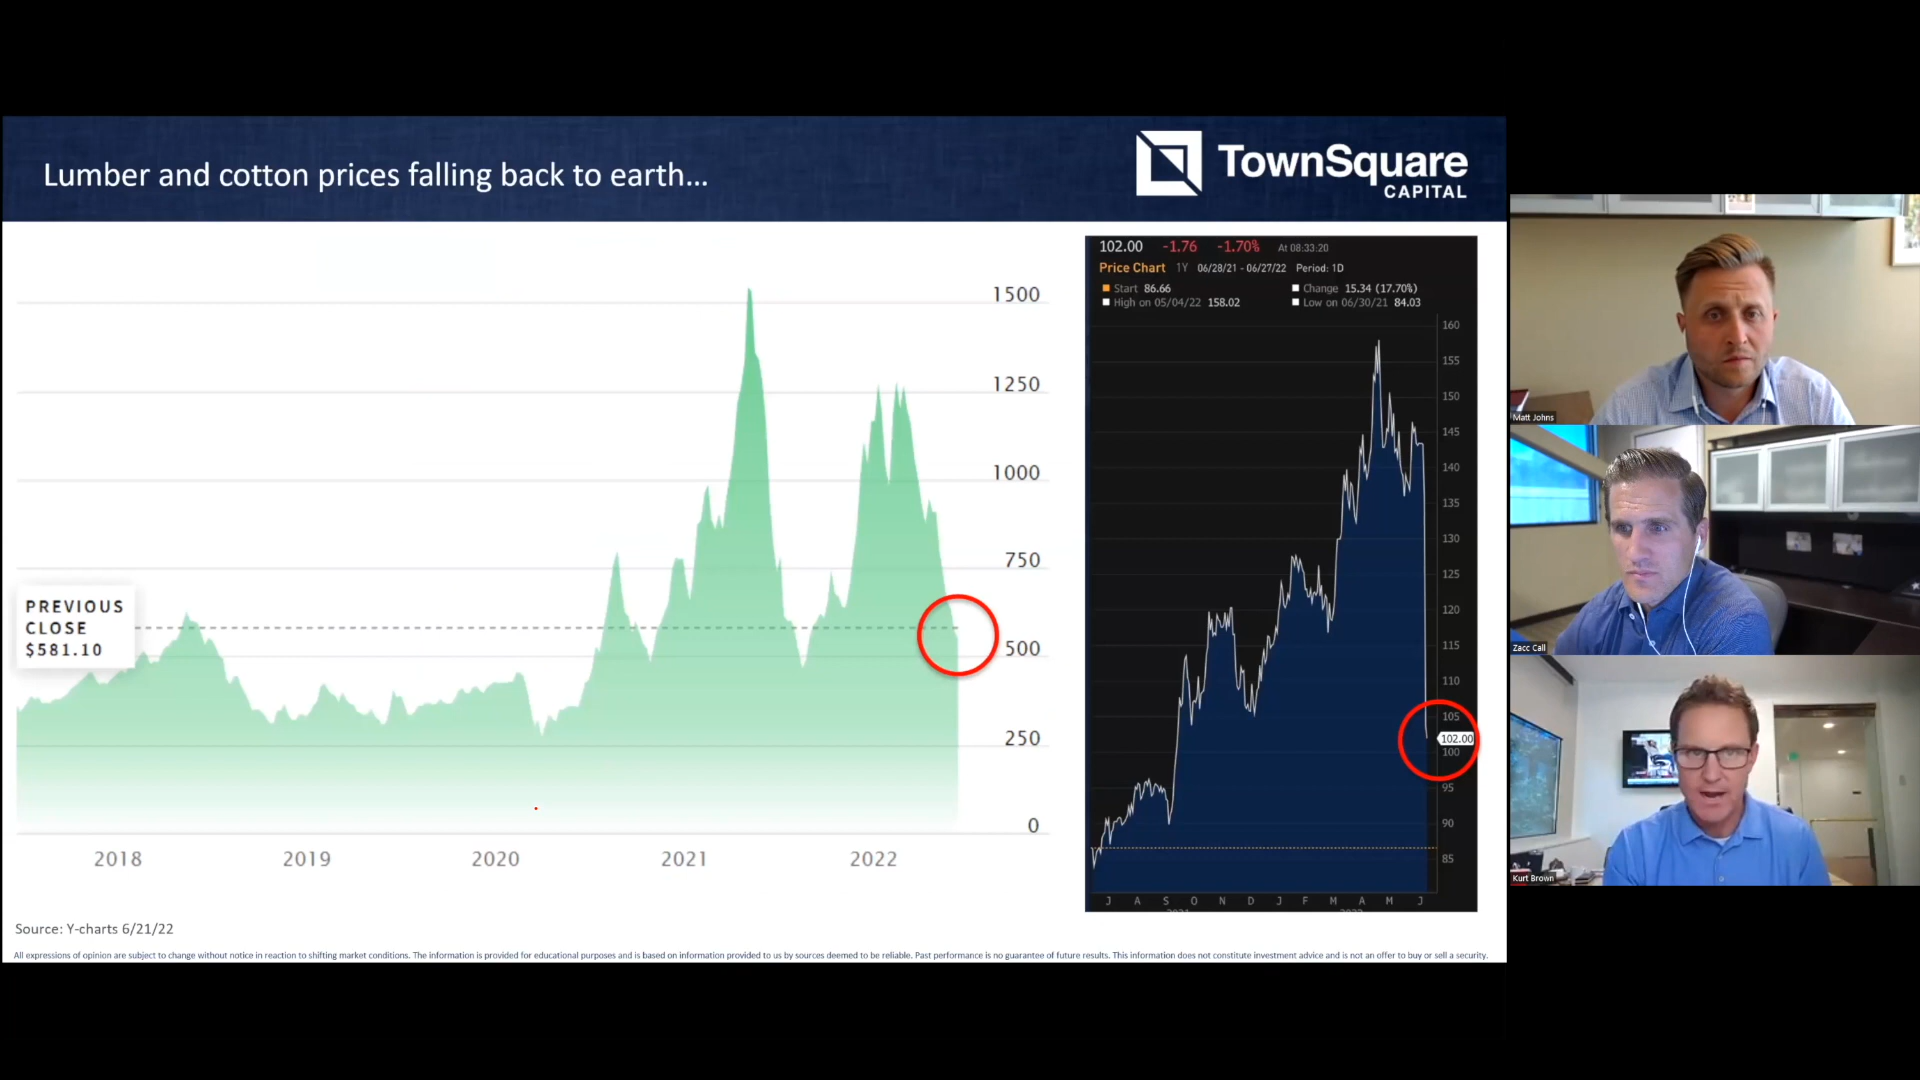 Lumber and cotton prices falling back to earth...
TownSquare
CAPITAL
1500
1250
1000
750
500
250
0
PREVIOUS
CLOSE
$581.10
2018 2019 2020 2021 2022
102.00 -1.76 -1.70% At 08:33:20
Price Chart 1Y 06/28/21 - 06/27/22 Period: 1D
Start 86.66 Change 15.34 (17.70%)
High on 05/04/22 158.02 Low on 06/30/21 84.03
160
155
150
145
140
135
130
125
120
115
110
105
102.00
100
95
90
85
J A S O N D J F M A M J
Source: Y-charts 6/21/22
All expressions of opinion are subject to change without notice in reaction to shifting market conditions. The information is provided for educational purposes and is based on information provided to us by sources deemed to be reliable. Past performance is no guarantee of future results. This information does not constitute investment advice and is not an offer to buy or sell a security.
Matt Johns
Zacc Call
Kurt Brown